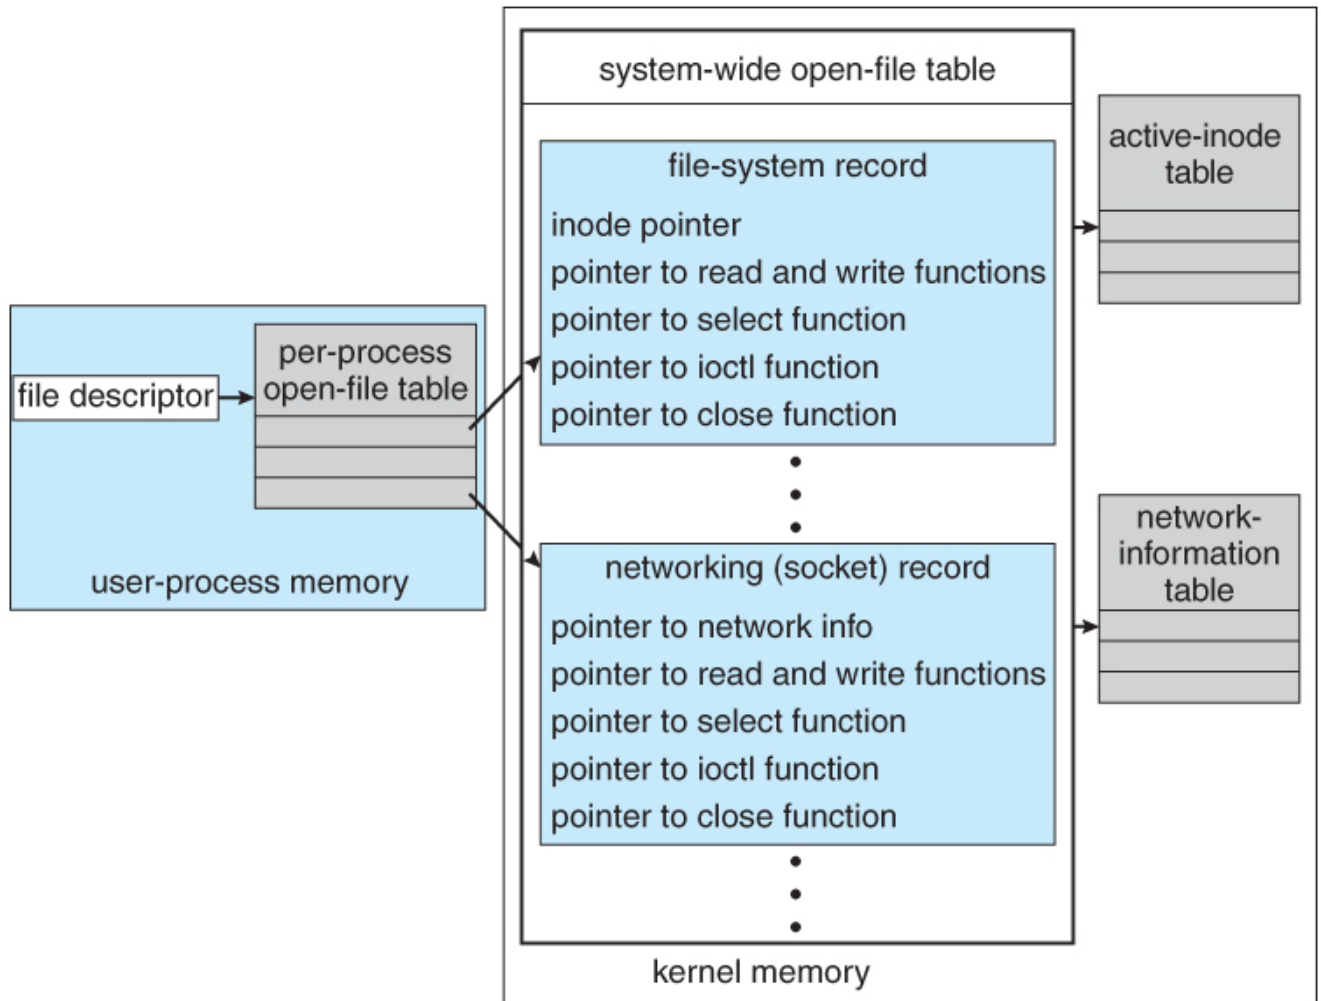 system-wide open-file table
file-system record
inode pointer
pointer to read and write functions
pointer to select function
pointer to ioctl function
pointer to close function
active-inode
table
per-process
open-file table
file descriptor
user-process memory
networking (socket) record
pointer to network info
pointer to read and write functions
pointer to select function
pointer to ioctl function
pointer to close function
network-
information
table
kernel memory